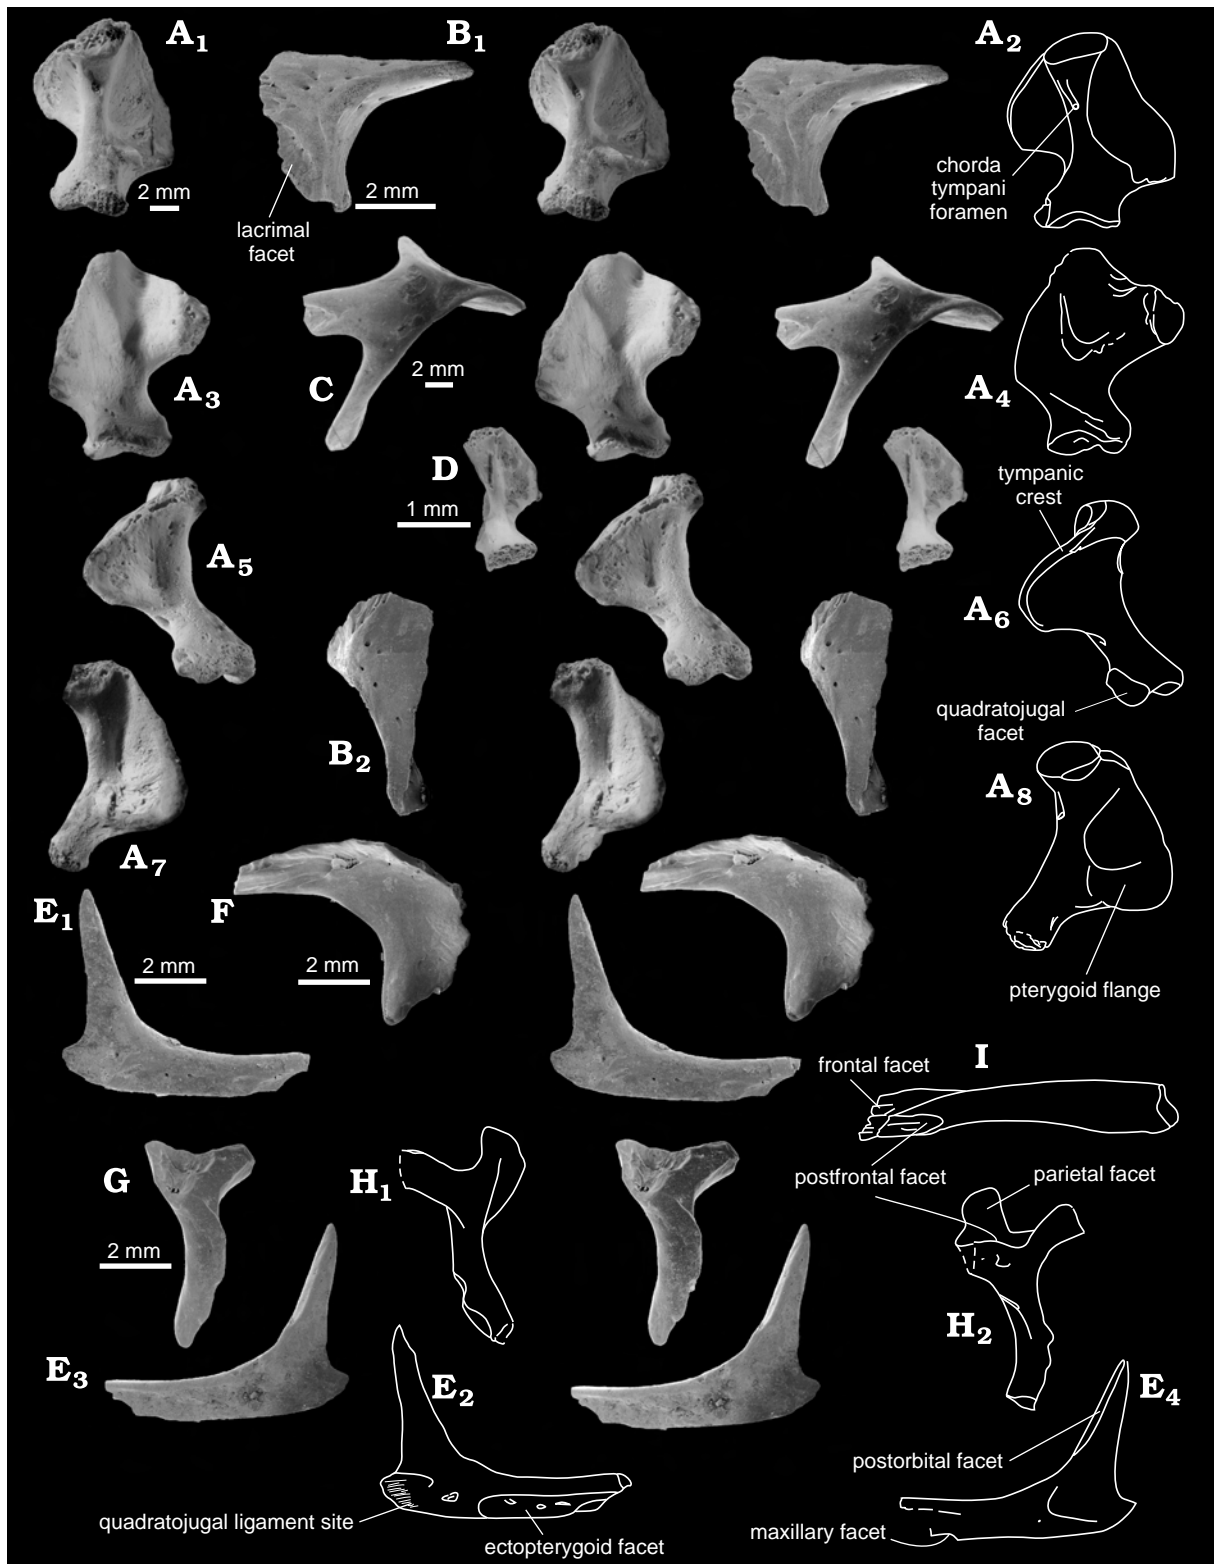 A1
B1
A2
2 mm
2 mm
lacrimal
facet
chorda
tympani
foramen
A3
C
2 mm
A4
D
1 mm
tympanic
crest
A5
A6
B2
quadratojugal
facet
A7
A8
E1
F
2 mm
2 mm
pterygoid flange
frontal facet
I
G
H1
postfrontal facet
parietal facet
2 mm
H2
E3
E2
E4
postorbital facet
quadratojugal ligament site
maxillary facet
ectopterygoid facet